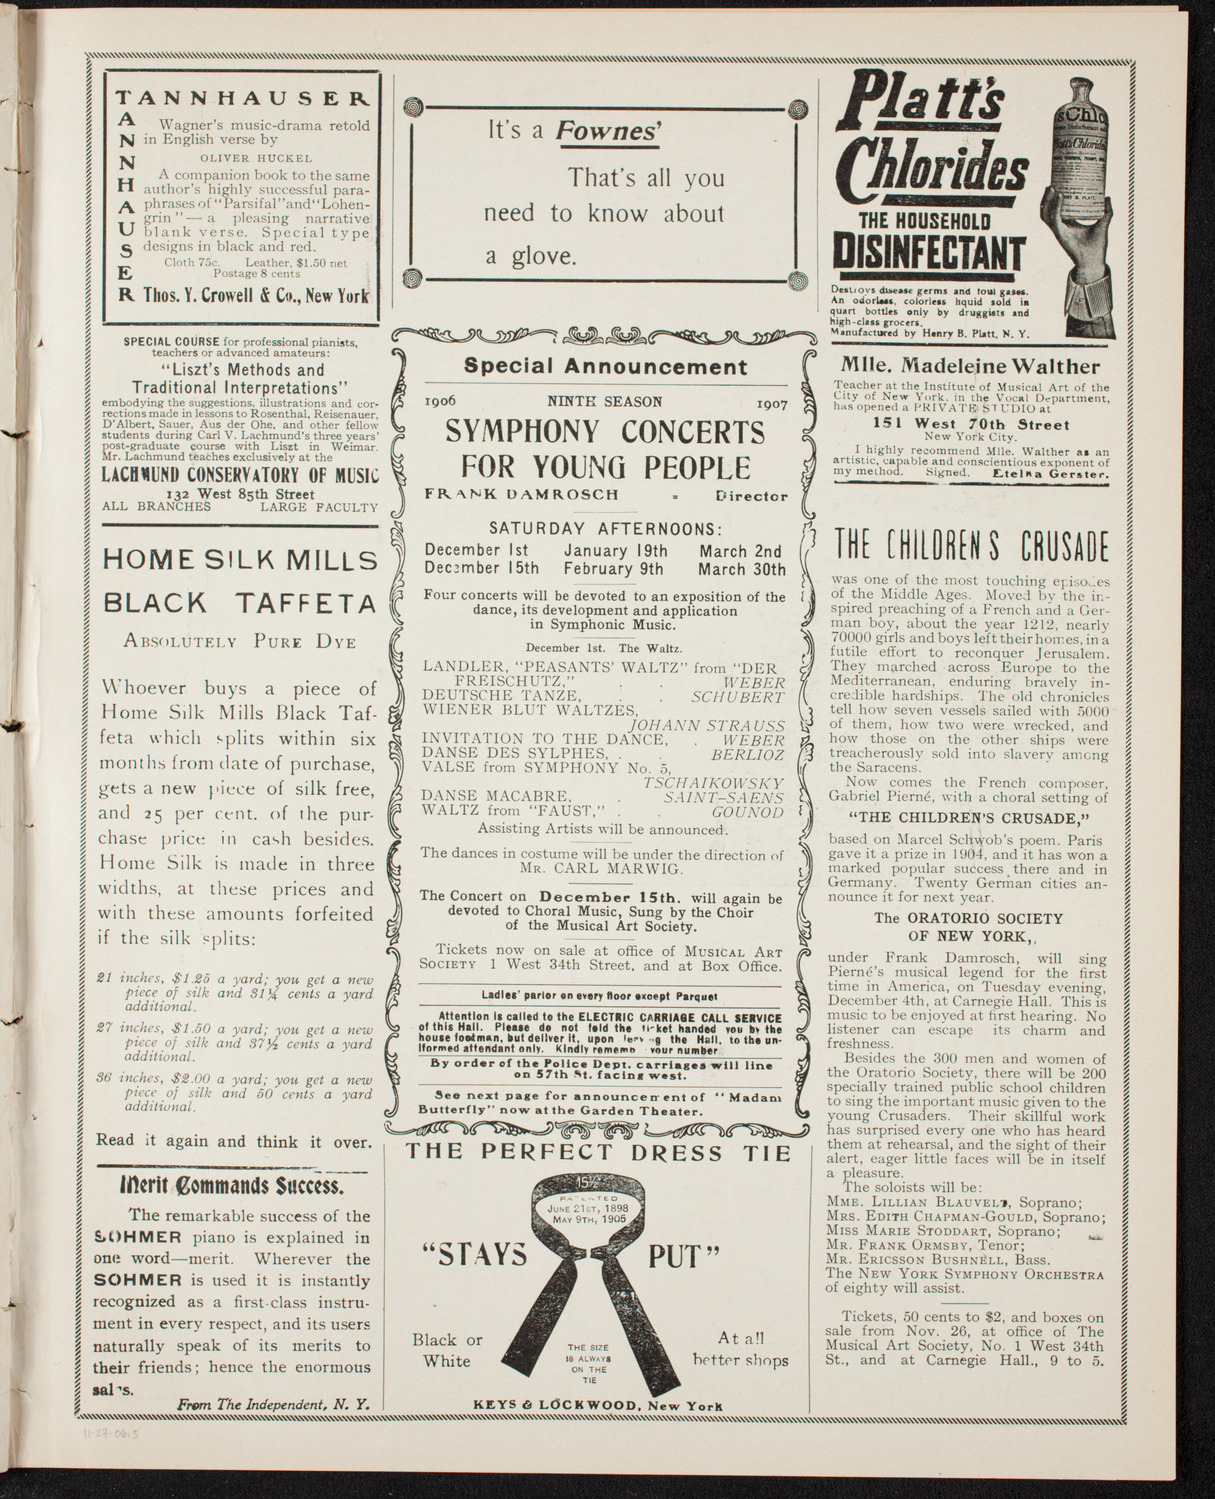 TANNHAUSER
A
N
N
H
A
U
S
E
R
Wagner's music-drama retold
in English verse by
OLIVER HUCKEL
A companion book to the same
author's highly successful para-
phrases of "Parsifal" and "Lohen-
grin"—a pleasing narrative
blank verse. Special type
designs in black and red.
Cloth 75c. Leather, $1.50 net
Postage 8 cents
Thos. Y. Crowell & Co., New York
SPECIAL COURSE for professional pianists,
teachers or advanced amateurs:
"Liszt's Methods and
Traditional Interpretations"
embodying the suggestions, illustrations and cor-
rections made in lessons to Rosenthal, Reisenauer,
D'Albert, Sauer, Aus der Ohe, and other fellow
students during Carl V. Lachmund's three years'
post-graduate course with Liszt in Weimar.
Mr. Lachmund teaches exclusively at the
LACHMUND CONSERVATORY OF MUSIC
132 West 85th Street
ALL BRANCHES LARGE FACULTY
HOME SILK MILLS
BLACK TAFFETA
ABSOLUTELY PURE DYE
Whoever buys a piece of
Home Silk Mills Black Taf-
feta which splits within six
months from date of purchase,
gets a new piece of silk free,
and 25 per cent. of the pur-
chase price in cash besides.
Home Silk is made in three
widths, at these prices and
with these amounts forfeited
if the silk splits:
21 inches, $1.25 a yard; you get a new
piece of silk and 31¼ cents a yard
additional.
27 inches, $1.50 a yard; you get a new
piece of silk and 37½ cents a yard
additional.
36 inches, $2.00 a yard; you get a new
piece of silk and 50 cents a yard
additional.
Read it again and think it over.
Merit Commands Success.
The remarkable success of the
SOHMER piano is explained in
one word—merit. Wherever the
SOHMER is used it is instantly
recognized as a first-class instru-
ment in every respect, and its users
naturally speak of its merits to
their friends; hence the enormous
sales.
From The Independent, N. Y.
It's a Fownes'
That's all you
need to know about
a glove.
Special Announcement
1906 NINTH SEASON 1907
SYMPHONY CONCERTS
FOR YOUNG PEOPLE
FRANK DAMROSCH - Director
SATURDAY AFTERNOONS:
December 1st January 19th March 2nd
December 15th February 9th March 30th
Four concerts will be devoted to an exposition of the
dance, its development and application
in Symphonic Music.
December 1st. The Waltz.
LANDLER, "PEASANTS' WALTZ" from "DER
FREISCHUTZ," . . WEBER
DEUTSCHE TANZE, . . SCHUBERT
WIENER BLUT WALTZES,
JOHANN STRAUSS
INVITATION TO THE DANCE, . WEBER
DANSE DES SYLPHES, . . BERLIOZ
VALSE from SYMPHONY No. 5,
TSCHAIKOWSKY
DANSE MACABRE, . SAINT-SAENS
WALTZ from "FAUST," . . GOUNOD
Assisting Artists will be announced.
The dances in costume will be under the direction of
MR. CARL MARWIG.
The Concert on December 15th. will again be
devoted to Choral Music, Sung by the Choir
of the Musical Art Society.
Tickets now on sale at office of MUSICAL ART
SOCIETY 1 West 34th Street, and at Box Office.
Ladies' parlor on every floor except Parquet
Attention is called to the ELECTRIC CARRIAGE CALL SERVICE
of this Hall. Please do not fold the ticket handed you by the
house footman, but deliver it, upon leaving the Hall, to the un-
iformed attendant only. Kindly rememb your number
By order of the Police Dept. carriages will line
on 57th St. facing west.
See next page for announcement of "Madam
Butterfly" now at the Garden Theater.
THE PERFECT DRESS TIE
15½
PATENTED
JUNE 21ST, 1898
MAY 9TH, 1905
"STAYS PUT"
Black or
White
THE SIZE
IS ALWAYS
ON THE
TIE
At all
better shops
KEYS & LOCKWOOD, New York
Platt's
Chlorides
THE HOUSEHOLD
DISINFECTANT
Destroys disease germs and foul gases.
An odorless, colorless liquid sold in
quart bottles only by druggists and
high-class grocers.
Manufactured by Henry B. Platt, N. Y.
Mlle. Madeleine Walther
Teacher at the Institute of Musical Art of the
City of New York, in the Vocal Department,
has opened a PRIVATE STUDIO at
151 West 70th Street
New York City.
I highly recommend Mlle. Walther as an
artistic, capable and conscientious exponent of
my method. Signed. Etelka Gerster.
THE CHILDREN'S CRUSADE
was one of the most touching episodes
of the Middle Ages. Moved by the in-
spired preaching of a French and a Ger-
man boy, about the year 1212, nearly
70000 girls and boys left their homes, in a
futile effort to reconquer Jerusalem.
They marched across Europe to the
Mediterranean, enduring bravely in-
credible hardships. The old chronicles
tell how seven vessels sailed with 5000
of them, how two were wrecked, and
how those on the other ships were
treacherously sold into slavery among
the Saracens.
Now comes the French composer,
Gabriel Pierné, with a choral setting of
"THE CHILDREN'S CRUSADE,"
based on Marcel Schwob's poem. Paris
gave it a prize in 1904, and it has won a
marked popular success there and in
Germany. Twenty German cities an-
nounce it for next year.
The ORATORIO SOCIETY
OF NEW YORK,,
under Frank Damrosch, will sing
Pierné's musical legend for the first
time in America, on Tuesday evening,
December 4th, at Carnegie Hall. This is
music to be enjoyed at first hearing. No
listener can escape its charm and
freshness.
Besides the 300 men and women of
the Oratorio Society, there will be 200
specially trained public school children
to sing the important music given to the
young Crusaders. Their skillful work
has surprised every one who has heard
them at rehearsal, and the sight of their
alert, eager little faces will be in itself
a pleasure.
The soloists will be:
MME. LILLIAN BLAUVELT, Soprano;
MRS. EDITH CHAPMAN-GOULD, Soprano;
MISS MARIE STODDART, Soprano;
MR. FRANK ORMSBY, Tenor;
MR. ERICSSON BUSHNELL, Bass.
The NEW YORK SYMPHONY ORCHESTRA
of eighty will assist.
Tickets, 50 cents to $2, and boxes on
sale from Nov. 26, at office of The
Musical Art Society, No. 1 West 34th
St., and at Carnegie Hall., 9 to 5.
11-27-06:5